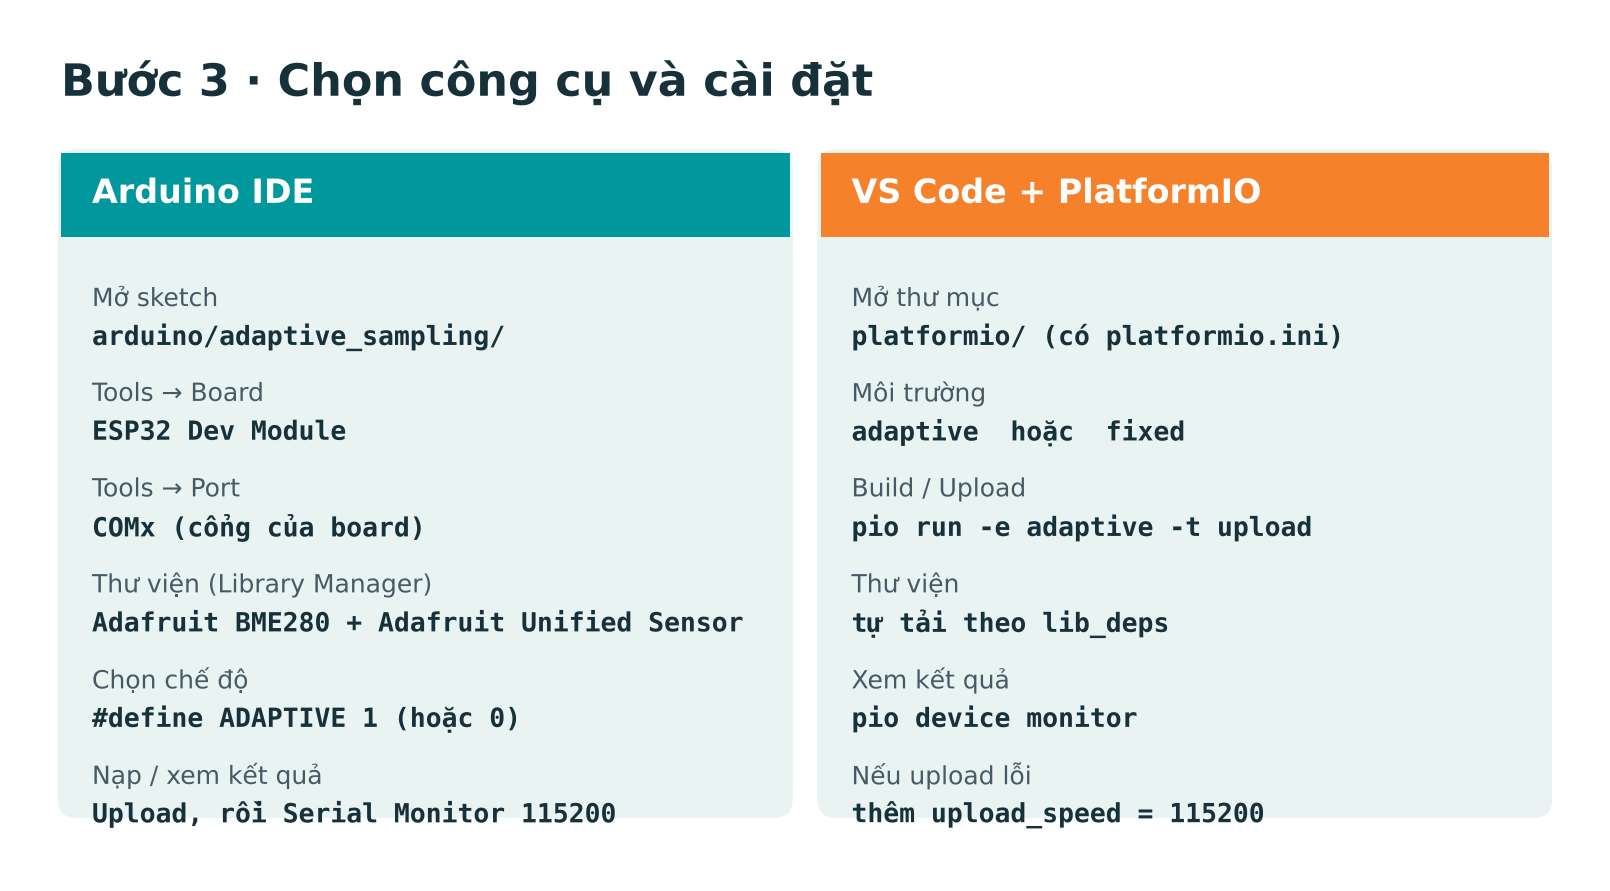 Bước 3 · Chọn công cụ và cài đặt
Arduino IDE
Mở sketch
arduino/adaptive_sampling/
Tools → Board
ESP32 Dev Module
Tools → Port
COMx (cổng của board)
Thư viện (Library Manager)
Adafruit BME280 + Adafruit Unified Sensor
Chọn chế độ
#define ADAPTIVE 1 (hoặc 0)
Nạp / xem kết quả
Upload, rồi Serial Monitor 115200
VS Code + PlatformIO
Mở thư mục
platformio/ (có platformio.ini)
Môi trường
adaptive  hoặc  fixed
Build / Upload
pio run -e adaptive -t upload
Thư viện
tự tải theo lib_deps
Xem kết quả
pio device monitor
Nếu upload lỗi
thêm upload_speed = 115200